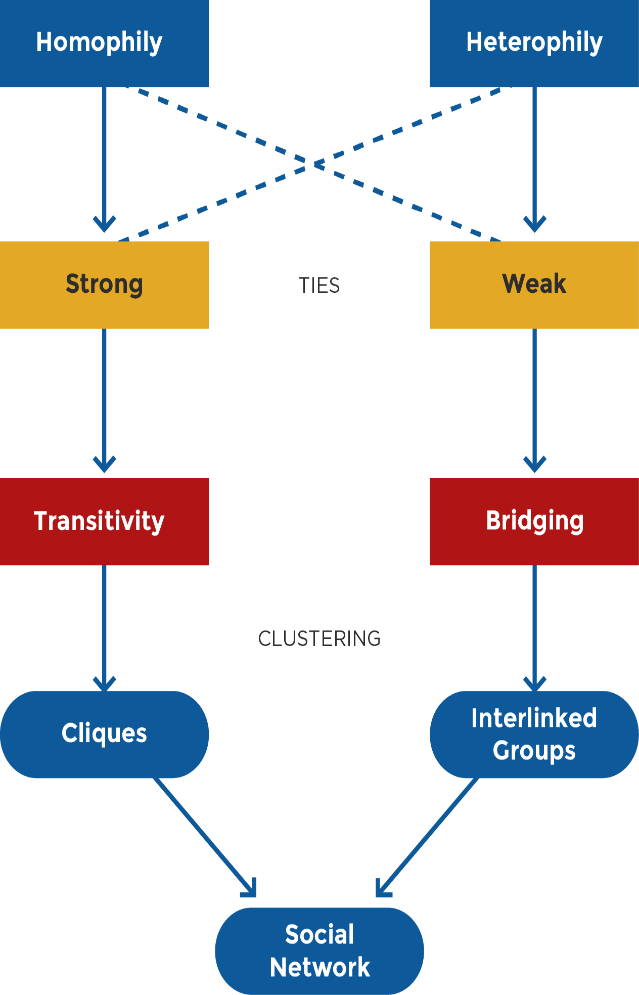 Homophily
Heterophily
Strong
TIES
Weak
Transitivity
Bridging
CLUSTERING
Cliques
Interlinked
Groups
Social
Network